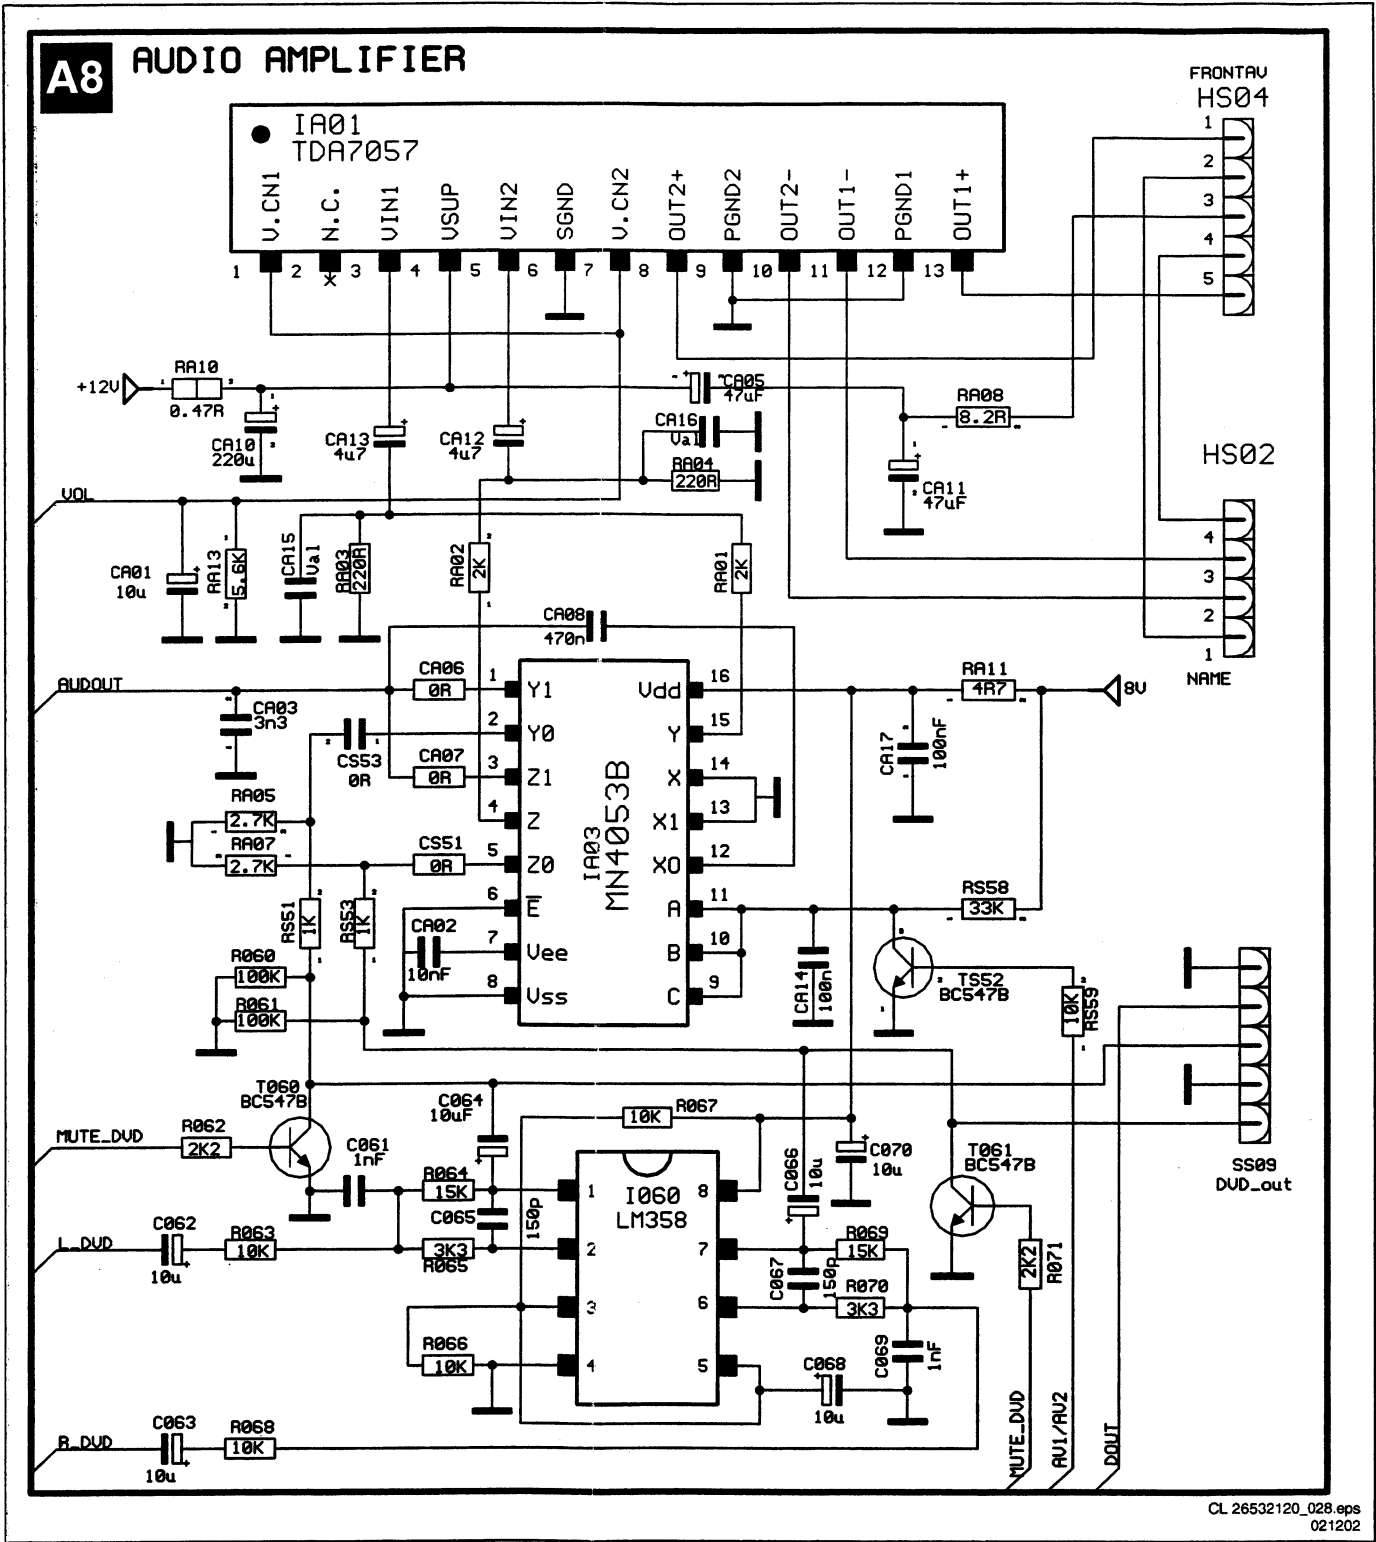 A8 AUDIO AMPLIFIER
FRONTAV
HS04
IA01
TDA7057
V.CN1
N.C.
VIN1
VSUP
VIN2
SGND
V.CN2
OUT2+
PGND2
OUT2-
OUT1-
PGND1
OUT1+
1 2 3 4 5 6 7 8 9 10 11 12 13
1
2
3
4
5
+12V
RA10
0.47R
CA10
220u
CA13
4u7
CA12
4u7
CA05
47uF
CA16
Val
RA04
220R
RA08
8.2R
CA11
47uF
HS02
4
3
2
1
NAME
VOL
CA01
10u
RA13
5.6K
CA15
Val
RA03
220R
RA02
2K
RA01
2K
CA08
470n
AUDOUT
CA03
3n3
CA06
0R
CS53
0R
CA07
0R
RA05
2.7K
RA07
2.7K
CS51
0R
RS51
1K
RS53
1K
CA02
10nF
R060
100K
R061
100K
IA03
MN4053B
1 Y1
2 Y0
3 Z1
4 Z
5 Z0
6 E
7 Vee
8 Vss
Vdd 16
Y 15
X 14
X1 13
X0 12
A 11
B 10
C 9
RA11
4R7
8V
CA17
100nF
RS58
33K
CA14
100n
TS52
BC547B
10K
RS59
T060
BC547B
MUTE_DVD
R062
2K2
C061
1nF
C064
10uF
R067
10K
R064
15K
C065
150p
R065
3K3
C062
10u
L_DVD
R063
10K
I060
LM358
1
2
3
4
8
7
6
5
C066
10u
C070
10u
R069
15K
C067
150p
R070
3K3
C069
1nF
C068
10u
R066
10K
T061
BC547B
2K2
R071
SS09
DVD_out
C063
10u
R_DVD
R068
10K
MUTE_DVD
AV1/AV2
DOUT
CL 26532120_028.eps
021202